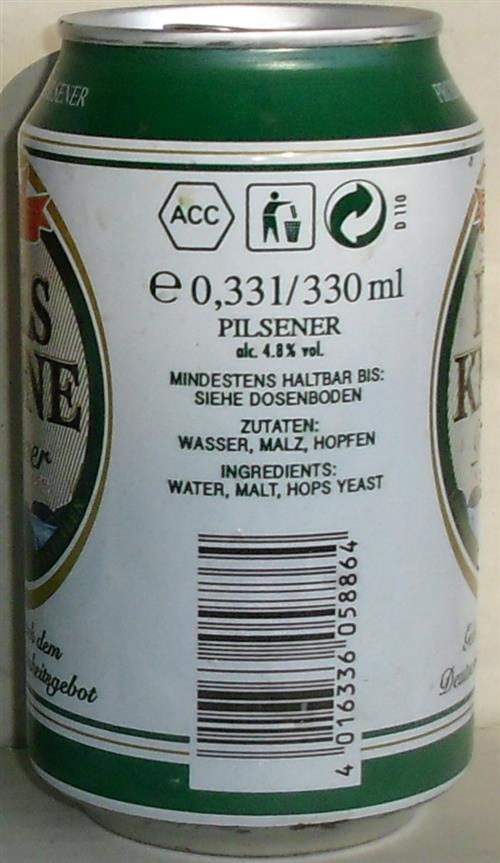 ACC
D 110
℮ 0,33l/330 ml
PILSENER
alc. 4.8% vol.
MINDESTENS HALTBAR BIS:
SIEHE DOSENBODEN
ZUTATEN:
WASSER, MALZ, HOPFEN
INGREDIENTS:
WATER, MALT, HOPS YEAST
4 016336 058864
dem